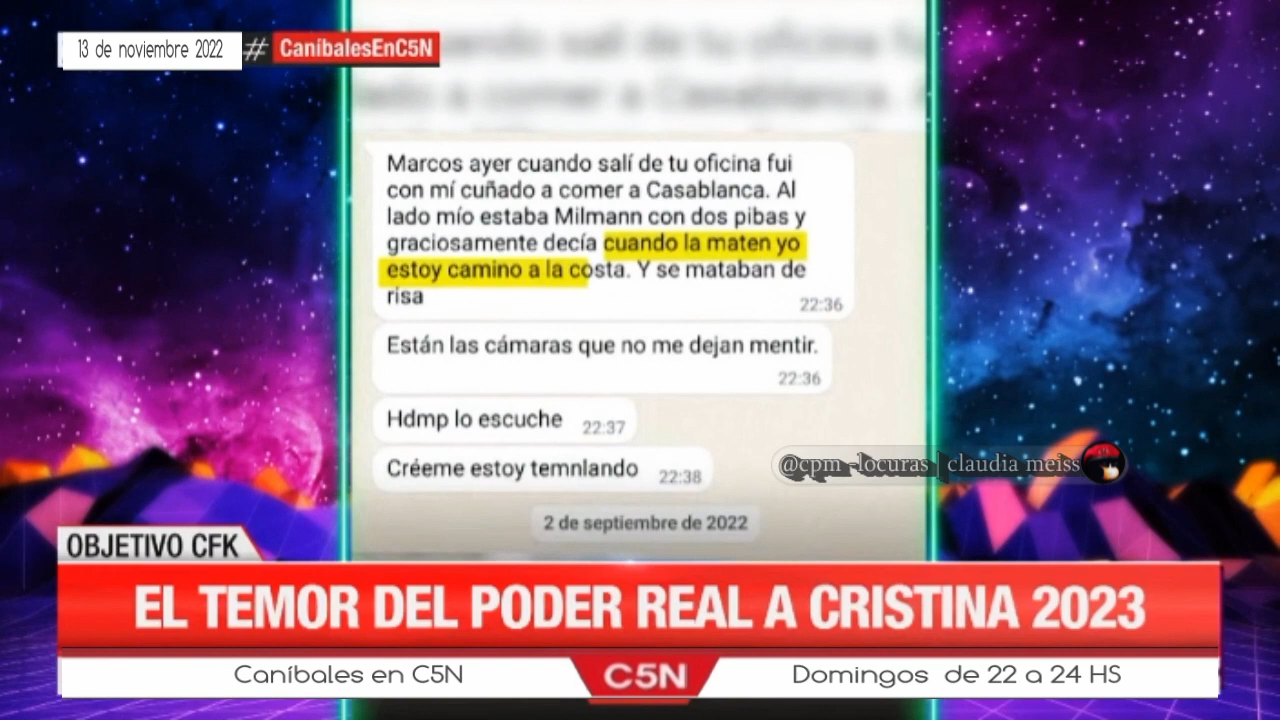 13 de noviembre 2022 # CaníbalesEnC5N
Marcos ayer cuando salí de tu oficina fui
con mí cuñado a comer a Casablanca. Al
lado mío estaba Milmann con dos pibas y
graciosamente decía cuando la maten yo
estoy camino a la costa. Y se mataban de
risa
22:36
Están las cámaras que no me dejan mentir.
22:36
Hdmp lo escuche 22:37
Créeme estoy temnlando 22:38
@cpm_locuras | claudia meiss
2 de septiembre de 2022
OBJETIVO CFK
EL TEMOR DEL PODER REAL A CRISTINA 2023
Caníbales en C5N C5N Domingos de 22 a 24 HS